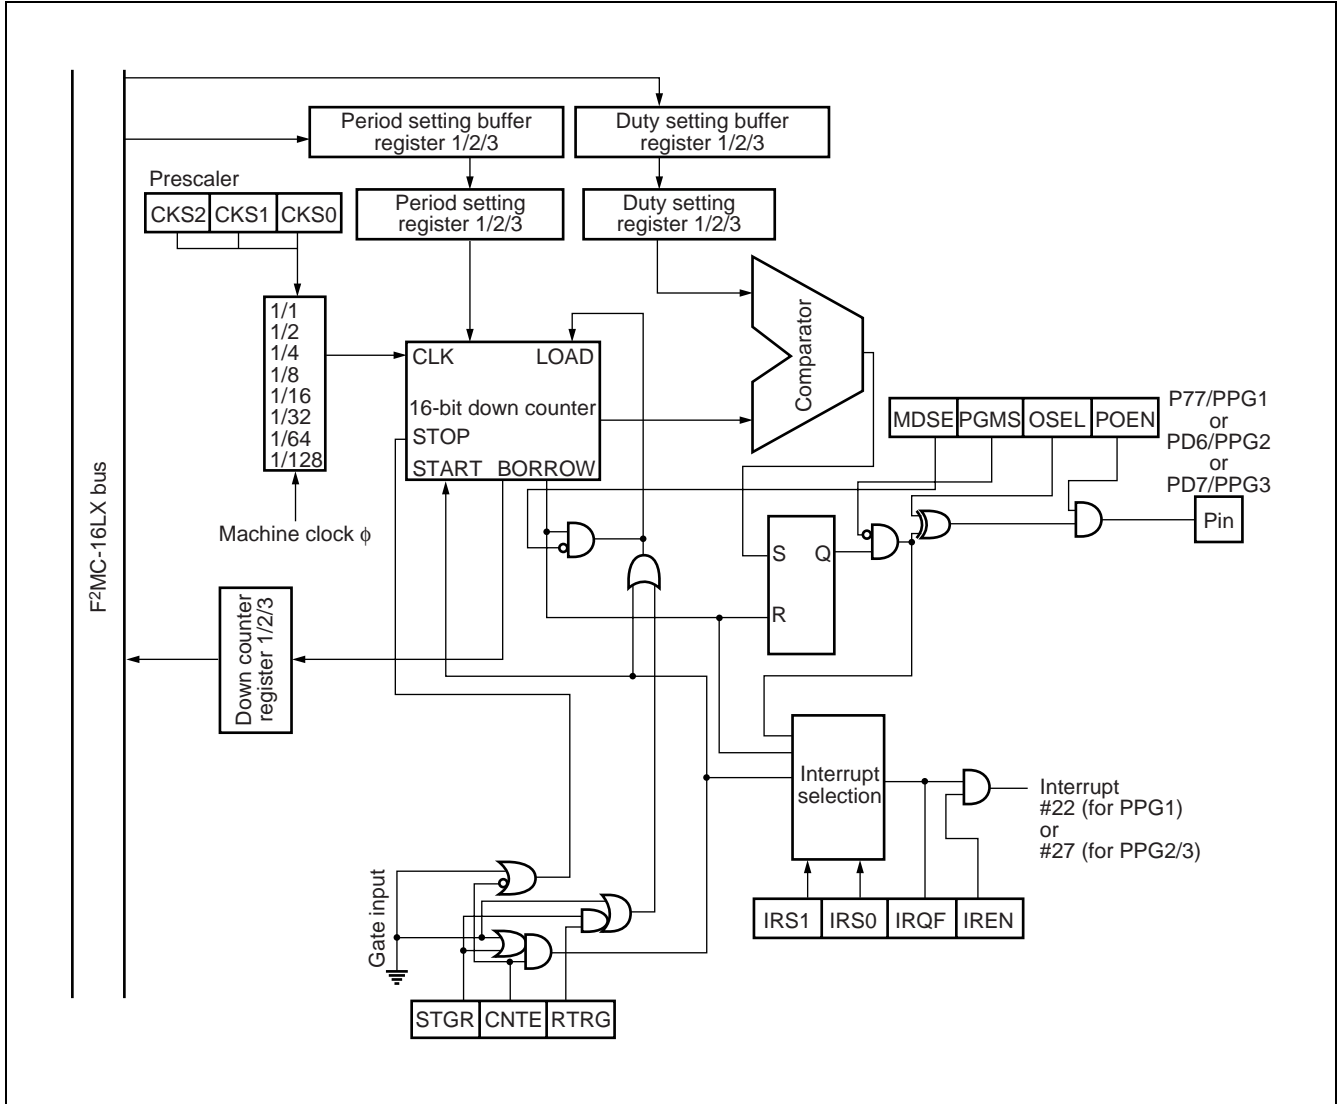 F²MC-16LX bus
Period setting buffer
register 1/2/3
Duty setting buffer
register 1/2/3
Prescaler
CKS2 CKS1 CKS0
Period setting
register 1/2/3
Duty setting
register 1/2/3
1/1
1/2
1/4
1/8
1/16
1/32
1/64
1/128
Machine clock ϕ
CLK LOAD
16-bit down counter
STOP
START BORROW
Comparator
MDSE PGMS OSEL POEN
P77/PPG1
or
PD6/PPG2
or
PD7/PPG3
Pin
S Q
R
Down counter
register 1/2/3
Interrupt
selection
Interrupt
#22 (for PPG1)
or
#27 (for PPG2/3)
IRS1 IRS0 IRQF IREN
Gate input
STGR CNTE RTRG